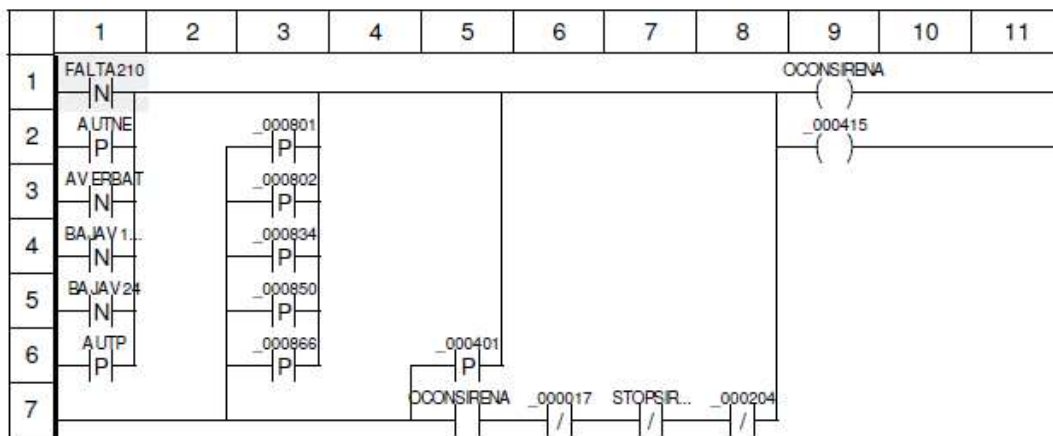 1 2 3 4 5 6 7 8 9 10 11
1 FALTA210 OCONSIRENA
N ( )
2 AUTNE _000801 _000415
P P ( )
3 AVERBAT _000802
N P
4 BAJAV1... _000834
N P
5 BAJAV24 _000850
N P
6 AUTP _000866 _000401
P P P
7 OCONSIRENA _000017 STOPSIR... _000204
/ / /